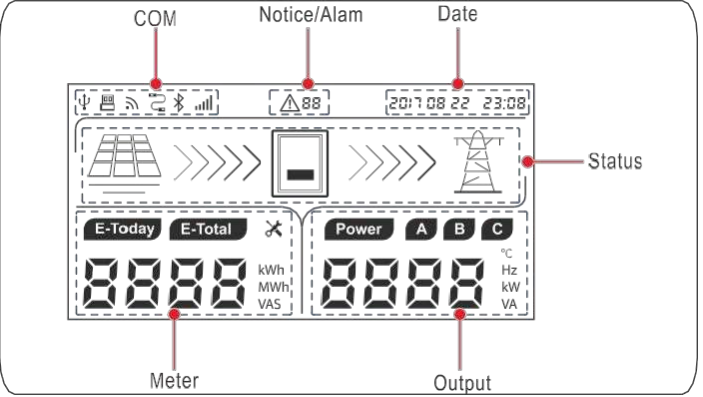 COM Notice/Alam Date
88 2017 08 22 23:08
Status
E-Today E-Total Power A B C
°C
8888 kWh 8888 Hz
MWh kW
VAS VA
Meter Output